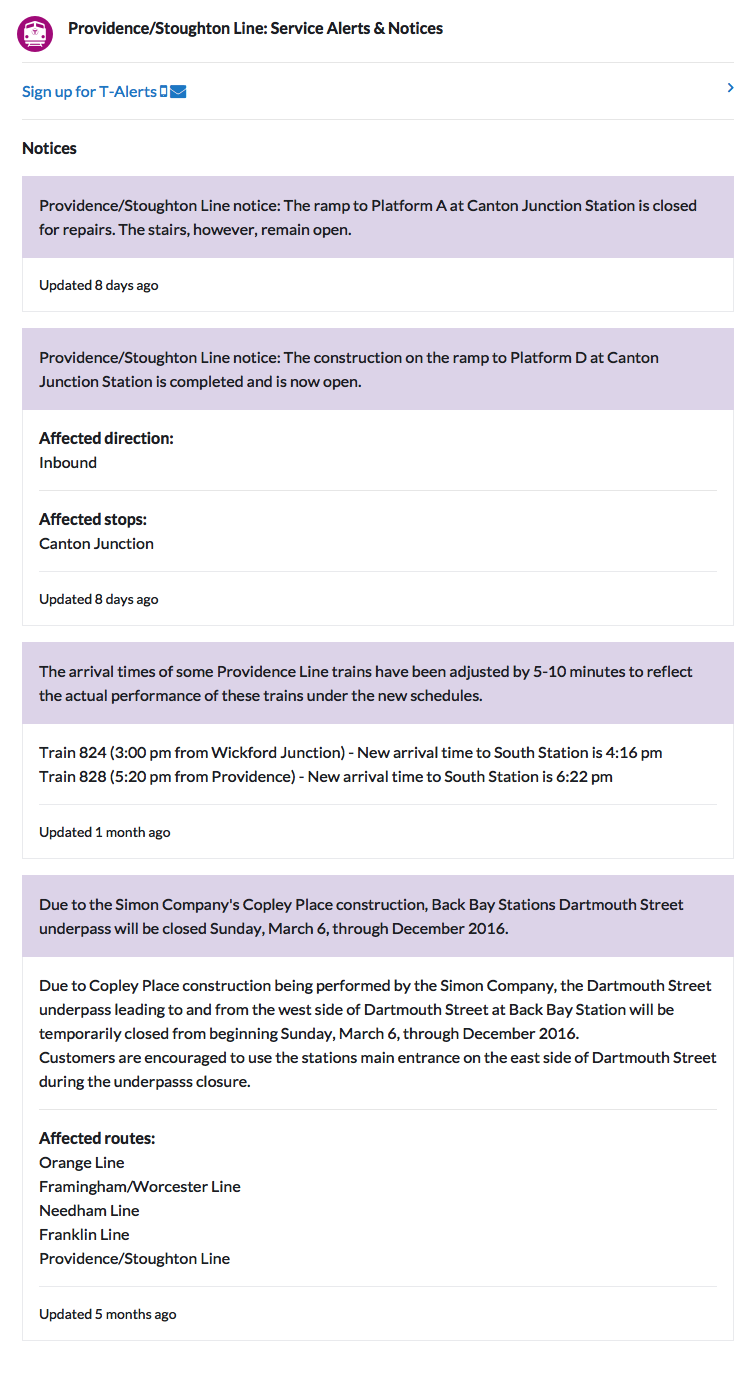 Providence/Stoughton Line: Service Alerts & Notices
Sign up for T-Alerts
Notices
Providence/Stoughton Line notice: The ramp to Platform A at Canton Junction Station is closed
for repairs. The stairs, however, remain open.
Updated 8 days ago
Providence/Stoughton Line notice: The construction on the ramp to Platform D at Canton
Junction Station is completed and is now open.
Affected direction:
Inbound
Affected stops:
Canton Junction
Updated 8 days ago
The arrival times of some Providence Line trains have been adjusted by 5-10 minutes to reflect
the actual performance of these trains under the new schedules.
Train 824 (3:00 pm from Wickford Junction) - New arrival time to South Station is 4:16 pm
Train 828 (5:20 pm from Providence) - New arrival time to South Station is 6:22 pm
Updated 1 month ago
Due to the Simon Company's Copley Place construction, Back Bay Stations Dartmouth Street
underpass will be closed Sunday, March 6, through December 2016.
Due to Copley Place construction being performed by the Simon Company, the Dartmouth Street
underpass leading to and from the west side of Dartmouth Street at Back Bay Station will be
temporarily closed from beginning Sunday, March 6, through December 2016.
Customers are encouraged to use the stations main entrance on the east side of Dartmouth Street
during the underpasss closure.
Affected routes:
Orange Line
Framingham/Worcester Line
Needham Line
Franklin Line
Providence/Stoughton Line
Updated 5 months ago